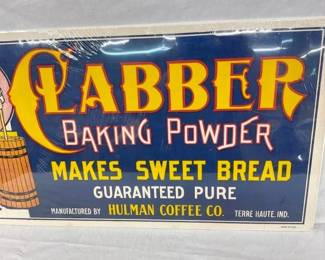 CLABBER
BAKING POWDER
MAKES SWEET BREAD
GUARANTEED PURE
MANUFACTURED BY HULMAN COFFEE CO. TERRE HAUTE, IND.